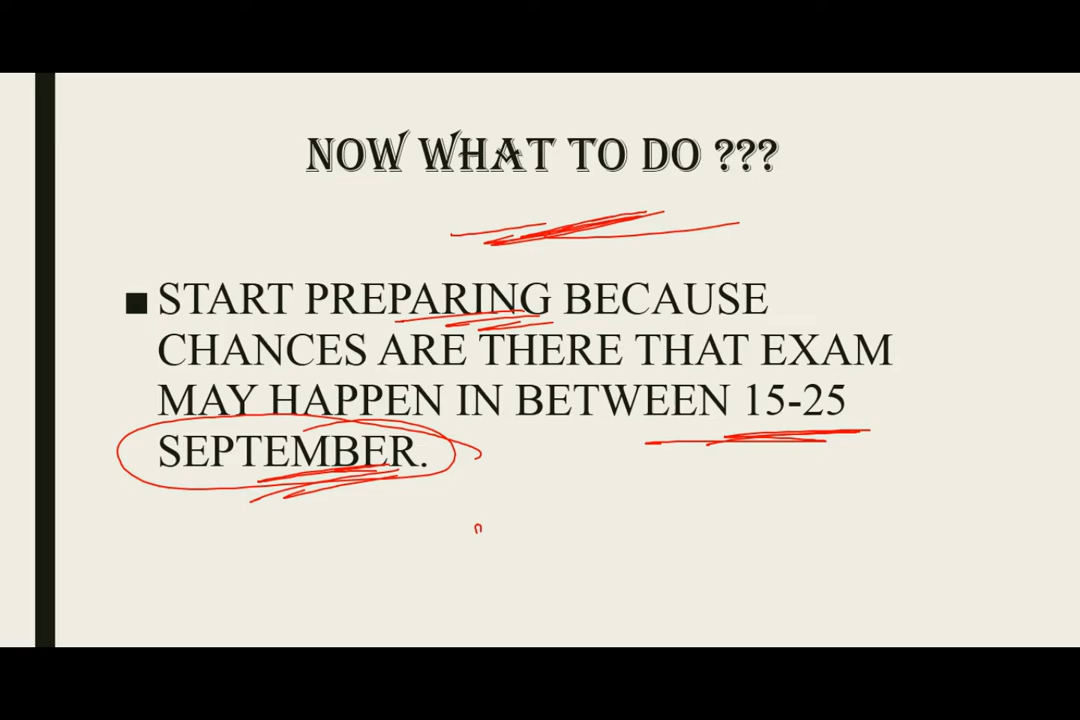 NOW WHAT TO DO ???
START PREPARING BECAUSE
CHANCES ARE THERE THAT EXAM
MAY HAPPEN IN BETWEEN 15-25
SEPTEMBER.